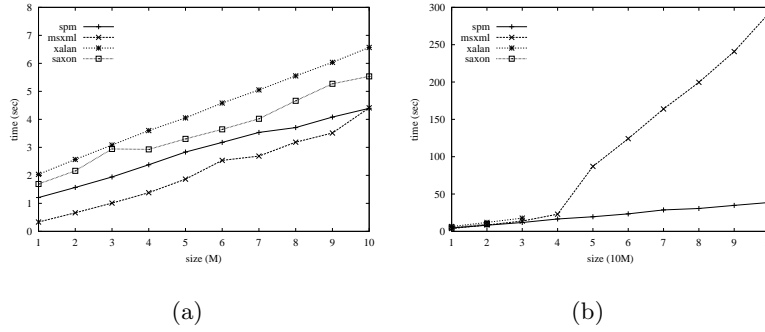 8
7
6
5
4
3
2
1
0
time (sec)
spm
msxml
xalan
saxon
1 2 3 4 5 6 7 8 9 10
size (M)
(a)
300
250
200
150
100
50
0
time (sec)
spm
msxml
xalan
saxon
1 2 3 4 5 6 7 8 9
size (10M)
(b)